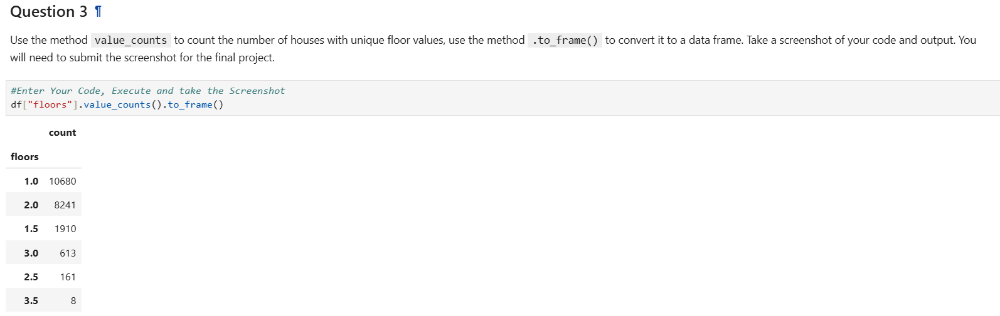 Question 3 ¶
Use the method value_counts to count the number of houses with unique floor values, use the method .to_frame() to convert it to a data frame. Take a screenshot of your code and output. You
will need to submit the screenshot for the final project.
#Enter Your Code, Execute and take the Screenshot
df["floors"].value_counts().to_frame()
count
floors
1.0 10680
2.0 8241
1.5 1910
3.0 613
2.5 161
3.5 8